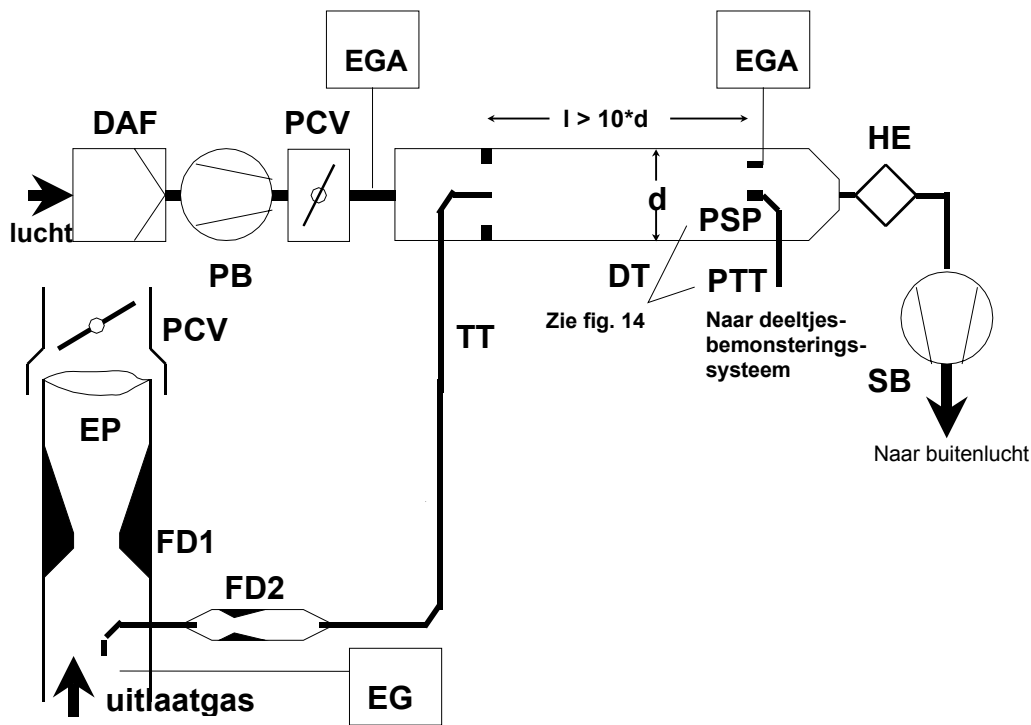 EGA
EGA
DAF
PCV
l > 10*d
HE
lucht
d
PSP
PB
DT
PTT
PCV
TT
Zie fig. 14
Naar deeltjes-
bemonsterings-
systeem
SB
EP
Naar buitenlucht
FD1
FD2
uitlaatgas
EG